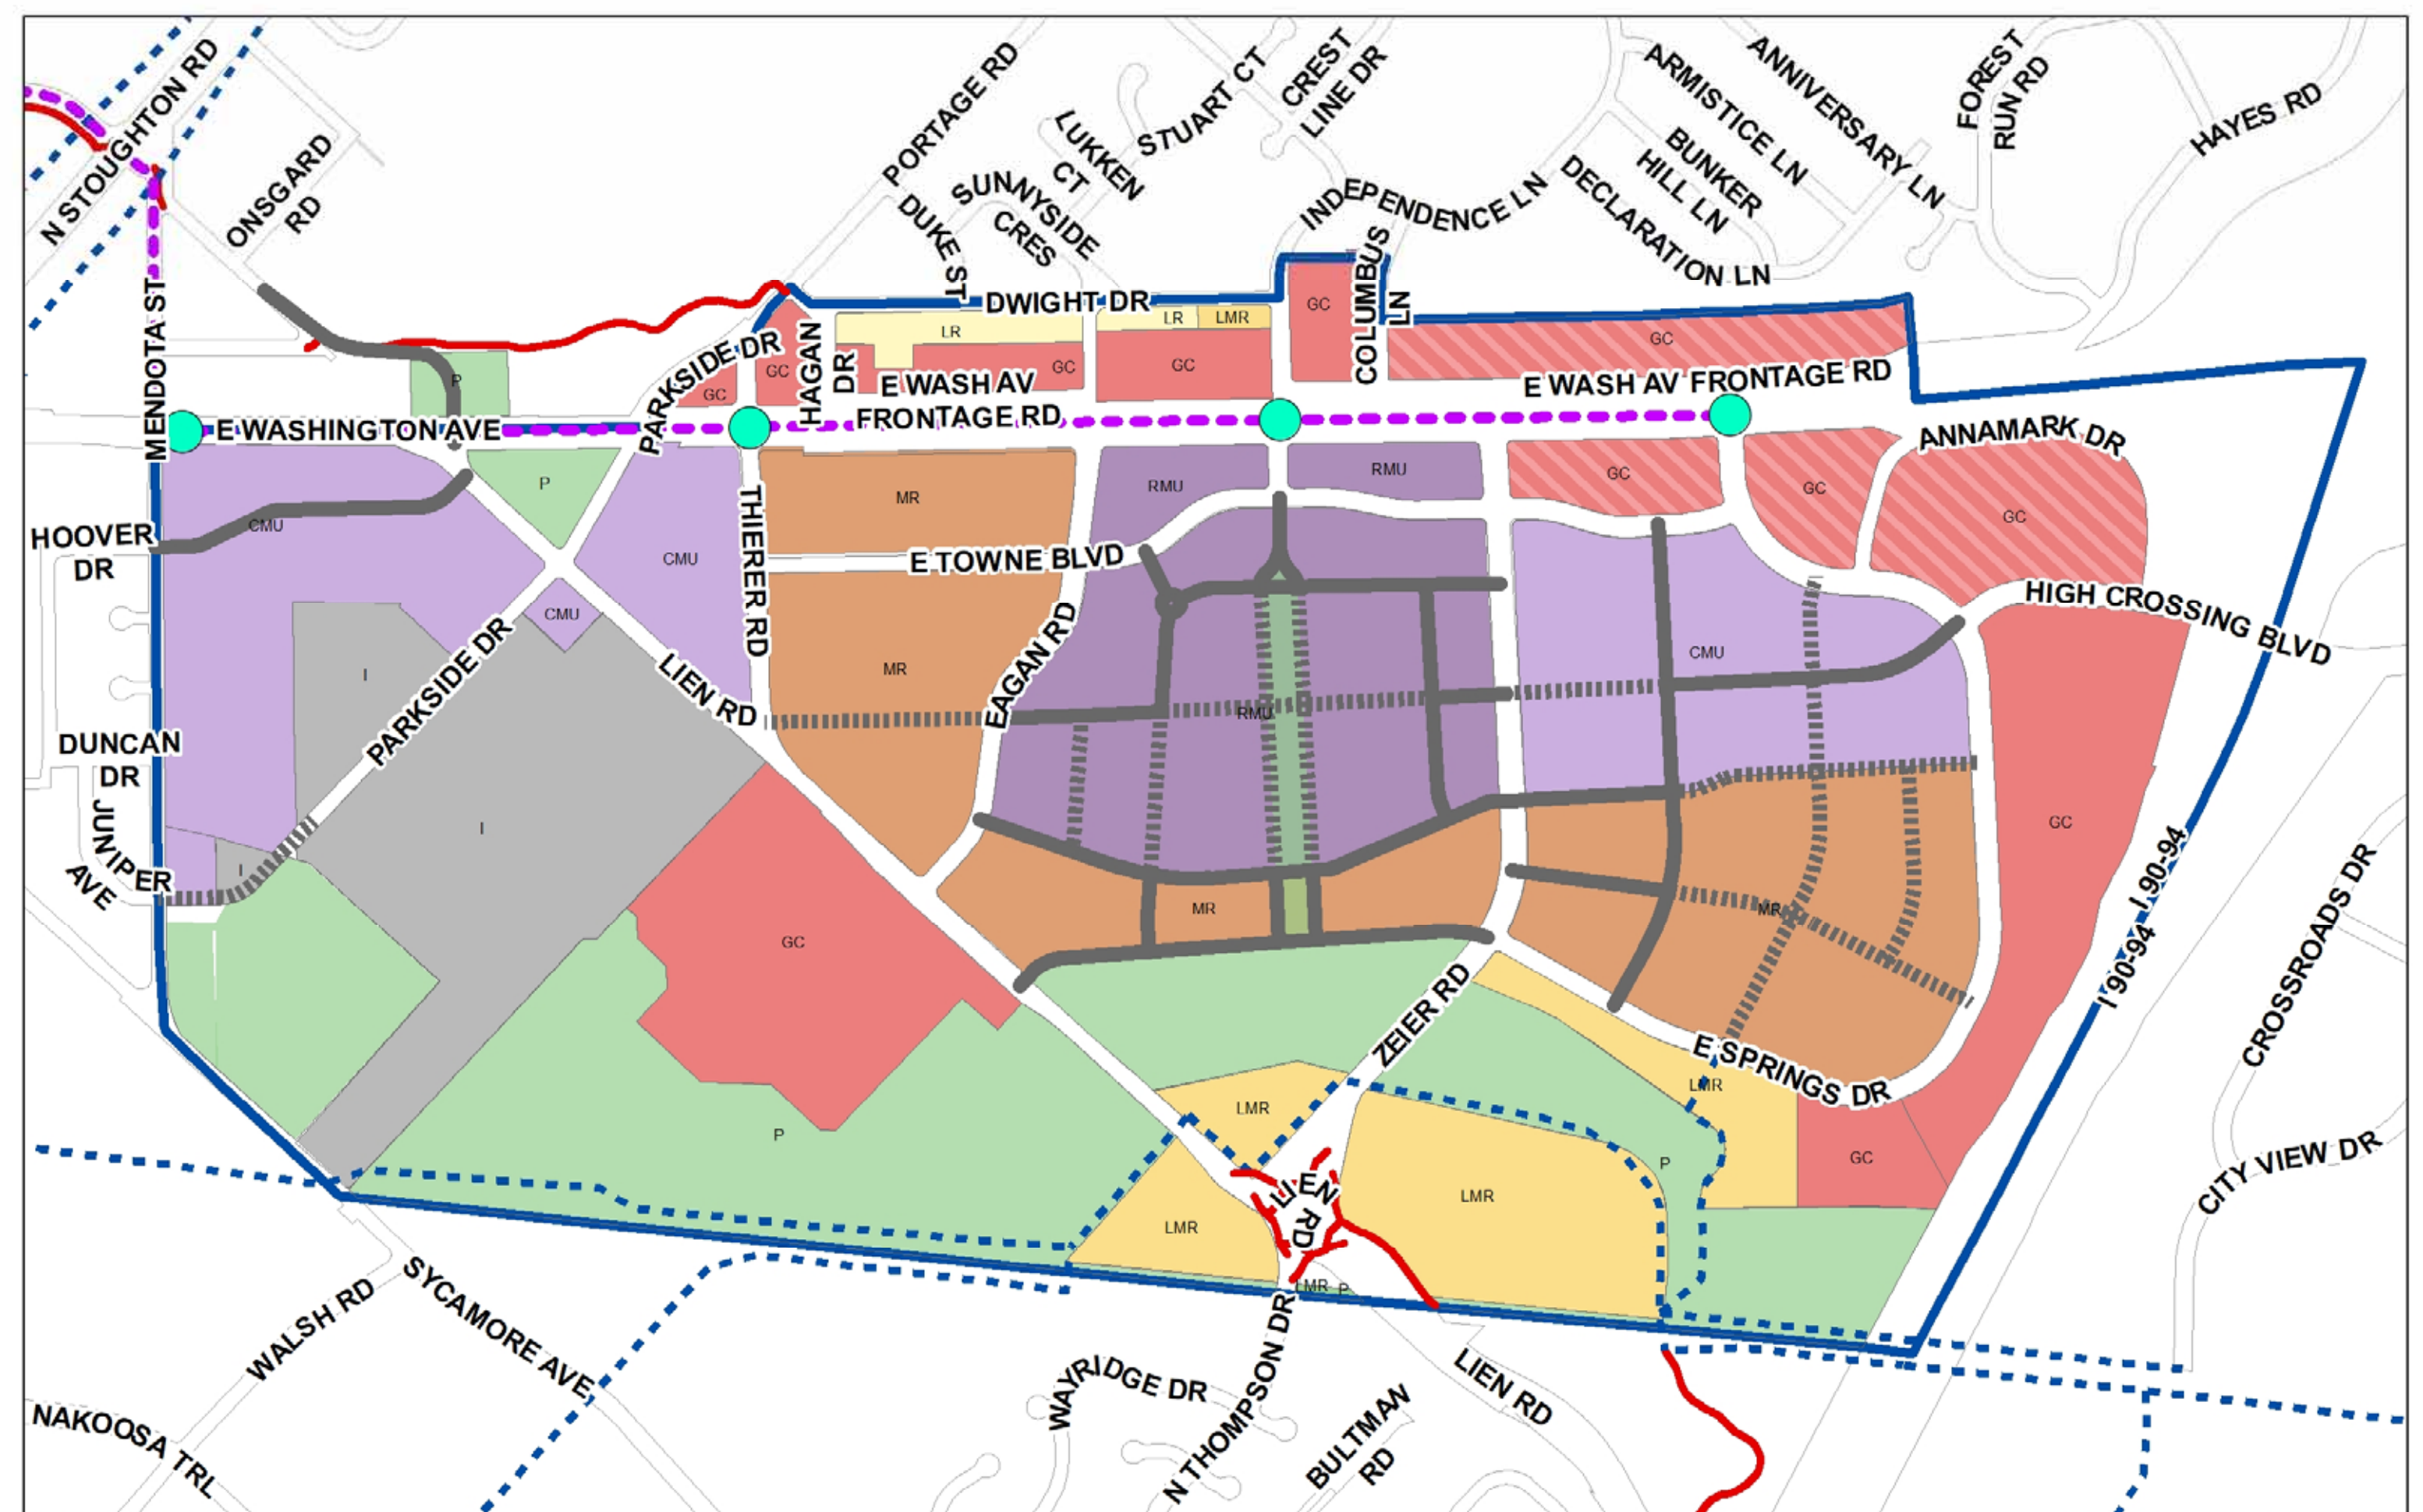 N STOUGHTON RD
ONSGARD
RD
PORTAGE RD
DUKE ST
SUNNYSIDE
CRES
LUKKEN
CT
STUART CT
CREST
LINE DR
INDEPENDENCE LN
COLUMBUS
LN
ARMISTICE LN
BUNKER
HILL LN
DECLARATION LN
ANNIVERSARY LN
FOREST
RUN RD
HAYES RD
MENDOTA ST
DWIGHT DR
LR
LR
LMR
GC
GC
PARKSIDE DR
HAGAN
DR
GC
GC
GC
GC
P
E WASH AV
FRONTAGE RD
E WASH AV FRONTAGE RD
E WASHINGTON AVE
ANNAMARK DR
P
MR
RMU
RMU
GC
GC
GC
HOOVER
DR
CMU
CMU
THIERER RD
E TOWNE BLVD
CMU
HIGH CROSSING BLVD
I
PARKSIDE DR
LIEN RD
MR
EAGAN RD
RMU
CMU
DUNCAN
DR
JUNIPER
AVE
I
I
GC
I 90-94
I 90-94
GC
MR
MR
CROSSROADS DR
ZEIER RD
E SPRINGS DR
LMR
LMR
P
P
GC
CITY VIEW DR
LMR
LMR
LIEN
RD
LMR
P
WALSH RD
SYCAMORE AVE
N THOMPSON DR
WAYRIDGE DR
BULTMAN
RD
LIEN RD
NAKOOSA TRL